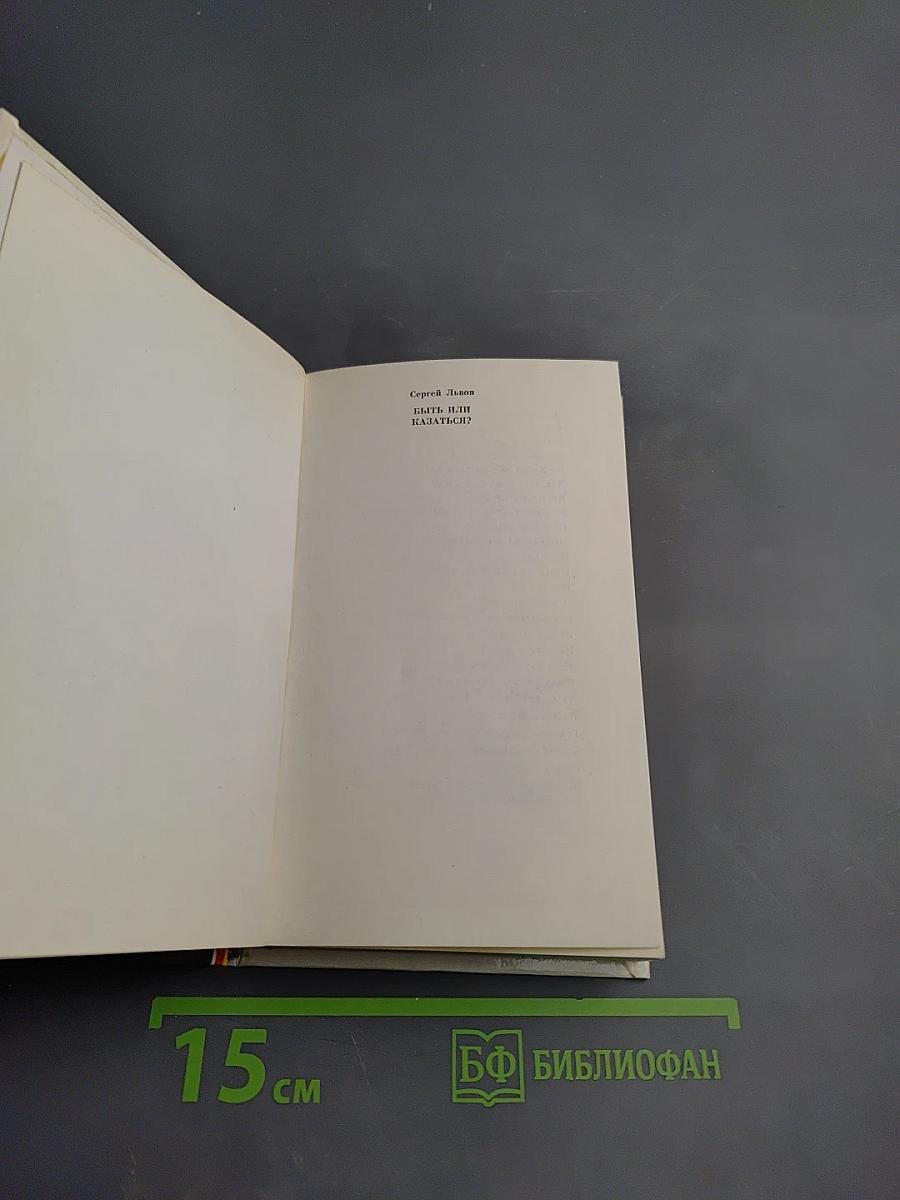 Сергей Львов
БЫТЬ ИЛИ
КАЗАТЬСЯ?
15 см
БФ БИБЛИОФАН